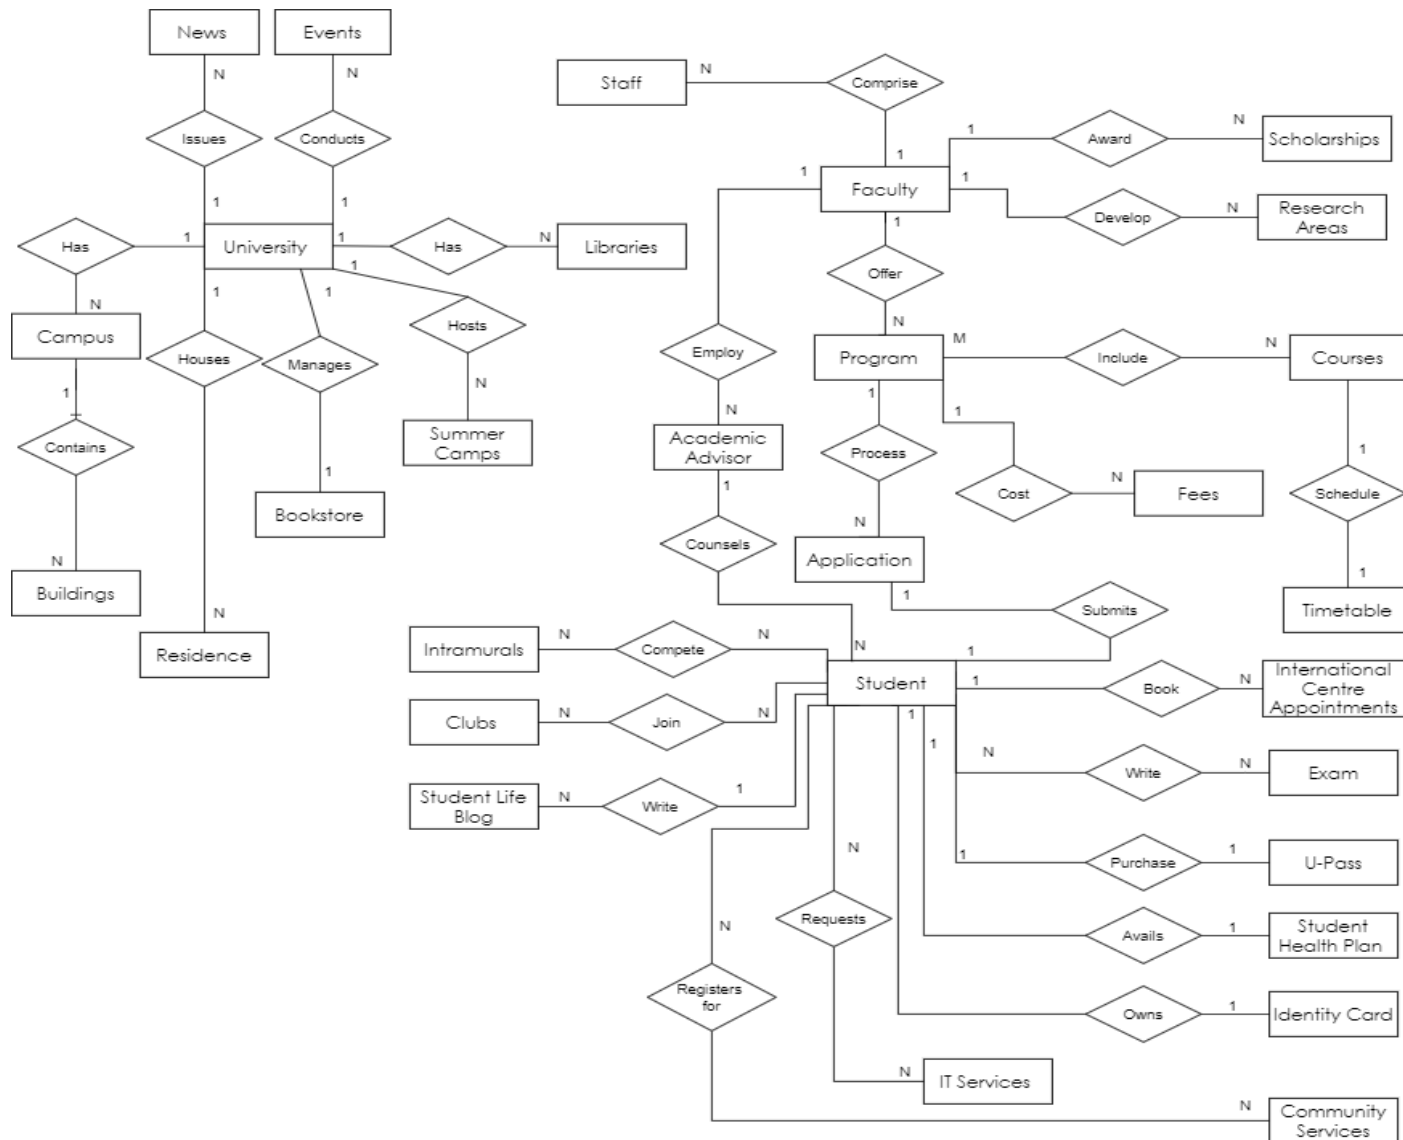 News
Events
N
N
Issues
Conducts
1
1
Has
1
University
1
Has
N
Libraries
1
1
1
N
Campus
Houses
Manages
Hosts
N
Summer
Camps
1
Contains
1
Bookstore
N
Buildings
N
Residence
Staff
N
Comprise
1
1
Award
N
Scholarships
1
Faculty
1
Develop
N
Research
Areas
1
Offer
N
Employ
N
Academic
Advisor
1
Counsels
N
Program
M
Include
N
Courses
1
1
Process
Cost
N
Fees
1
Schedule
1
Timetable
N
Application
1
Submits
1
Intramurals
N
Compete
N
Student
1
Book
N
International
Centre
Appointments
Clubs
N
Join
N
1
1
N
Write
N
Exam
Student Life
Blog
N
Write
1
1
Purchase
1
U-Pass
N
Requests
N
Registers
for
Avails
1
Student
Health Plan
Owns
1
Identity Card
N
IT Services
N
Community
Services